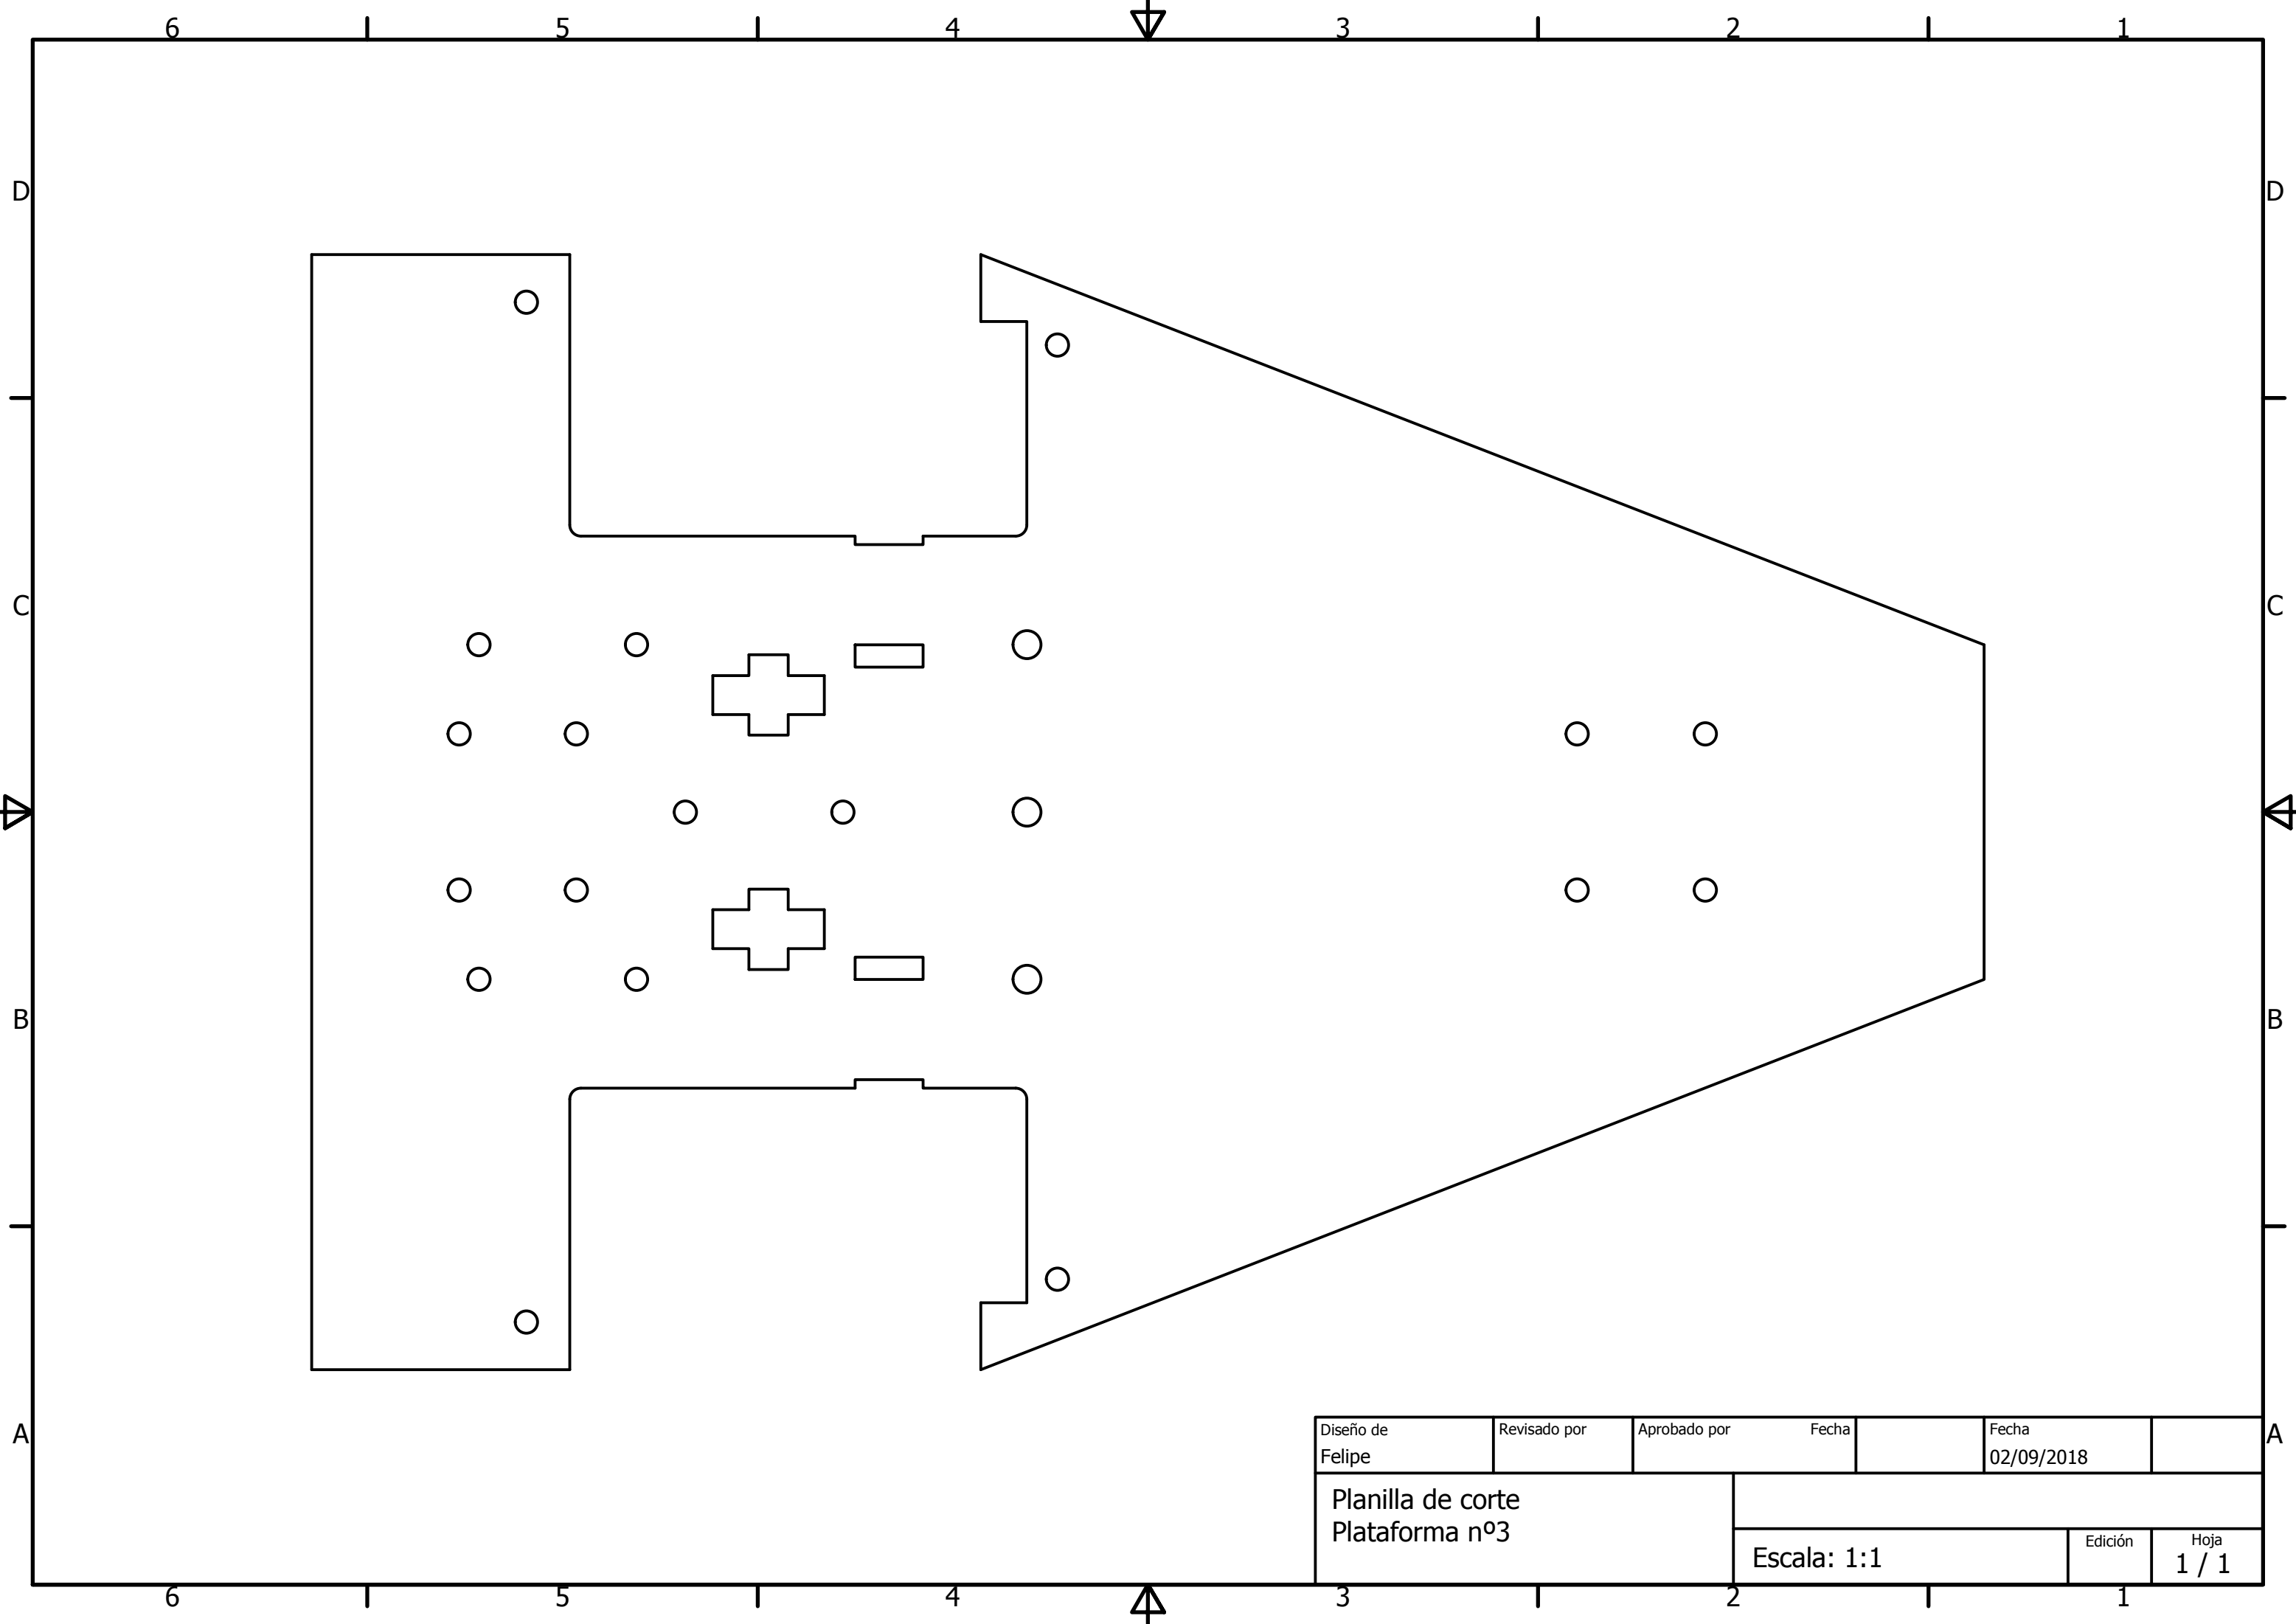 6 5 4 3 2 1
D D
C C
B B
A A
Diseño de Revisado por Aprobado por Fecha Fecha
Felipe 02/09/2018
Planilla de corte
Plataforma nº3
Edición Hoja
Escala: 1:1 1 / 1
6 5 4 3 2 1